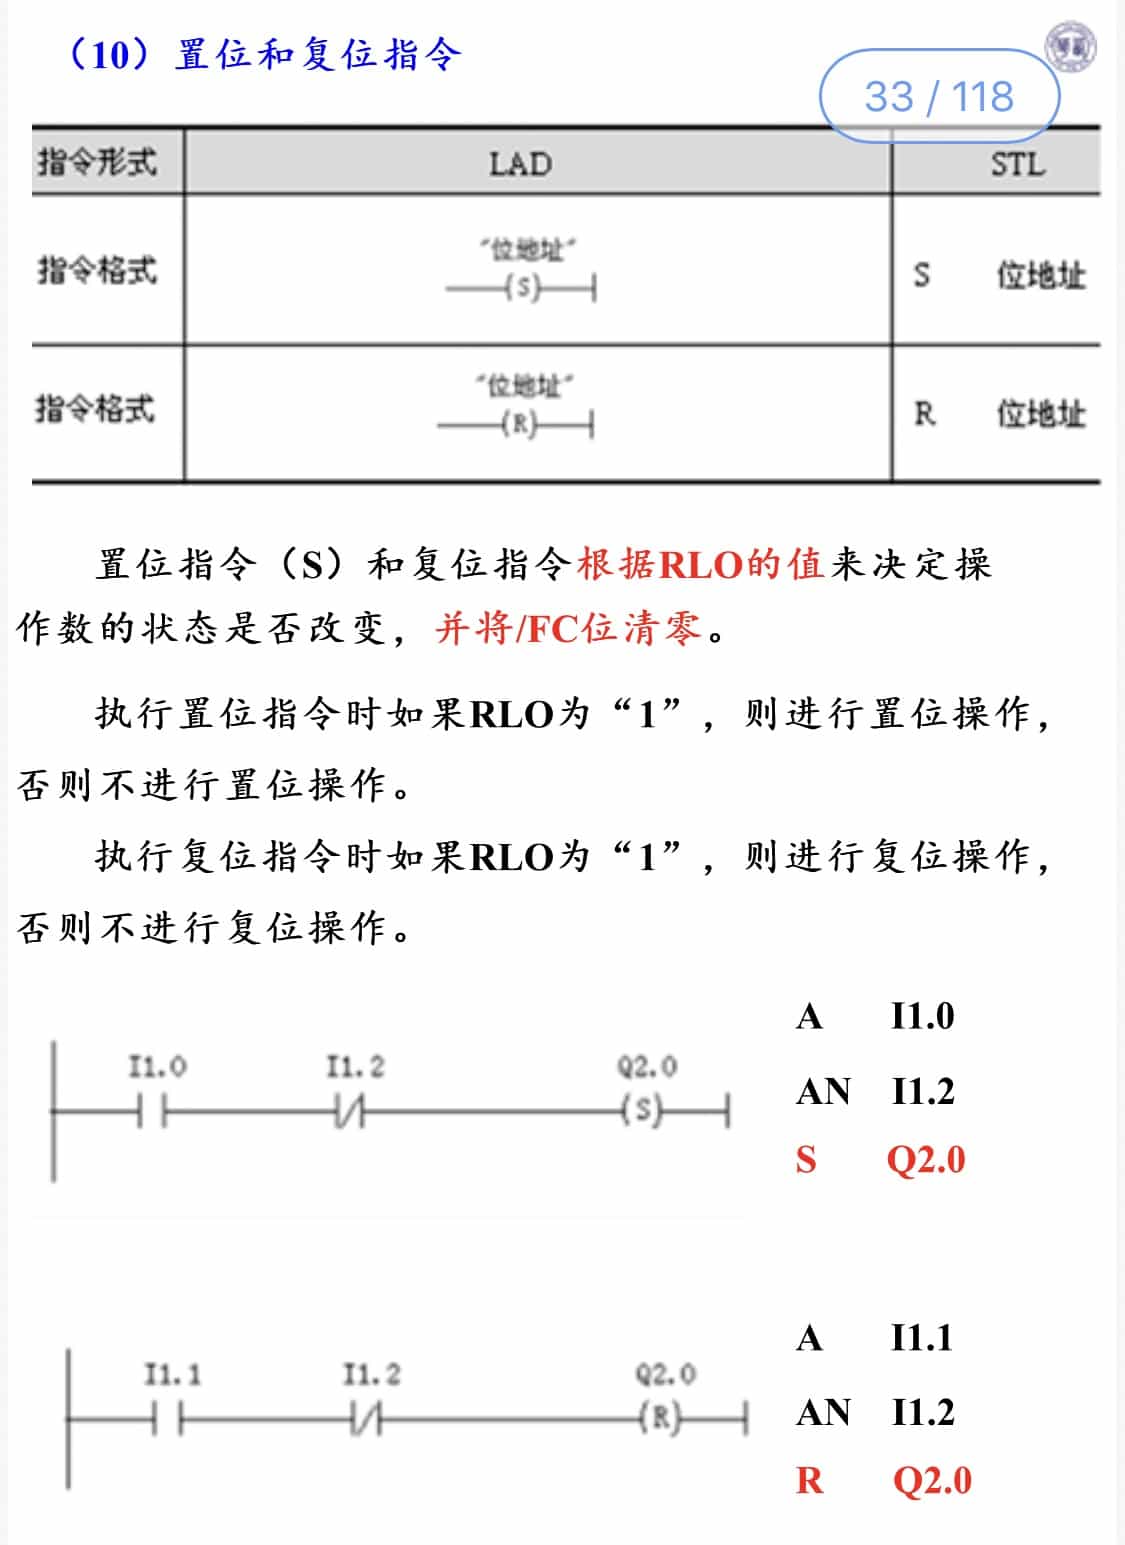 （10）置位和复位指令
33 / 118
指令形式 LAD STL
指令格式 "位地址" (S) S 位地址
指令格式 "位地址" (R) R 位地址
置位指令（S）和复位指令根据RLO的值来决定操
作数的状态是否改变，并将/FC位清零。
执行置位指令时如果RLO为“1”，则进行置位操作，
否则不进行置位操作。
执行复位指令时如果RLO为“1”，则进行复位操作，
否则不进行复位操作。
I1.0 I1.2 Q2.0
(S)
A I1.0
AN I1.2
S Q2.0
I1.1 I1.2 Q2.0
(R)
A I1.1
AN I1.2
R Q2.0